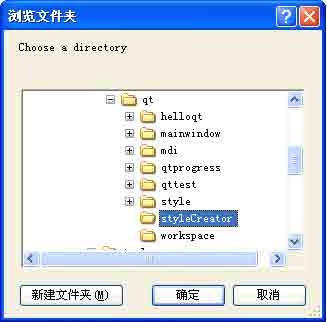 浏览文件夹
Choose a directory
qt
helloqt
mainwindow
mdi
qtprogress
qttest
style
styleCreator
workspace
新建文件夹(M)
确定
取消